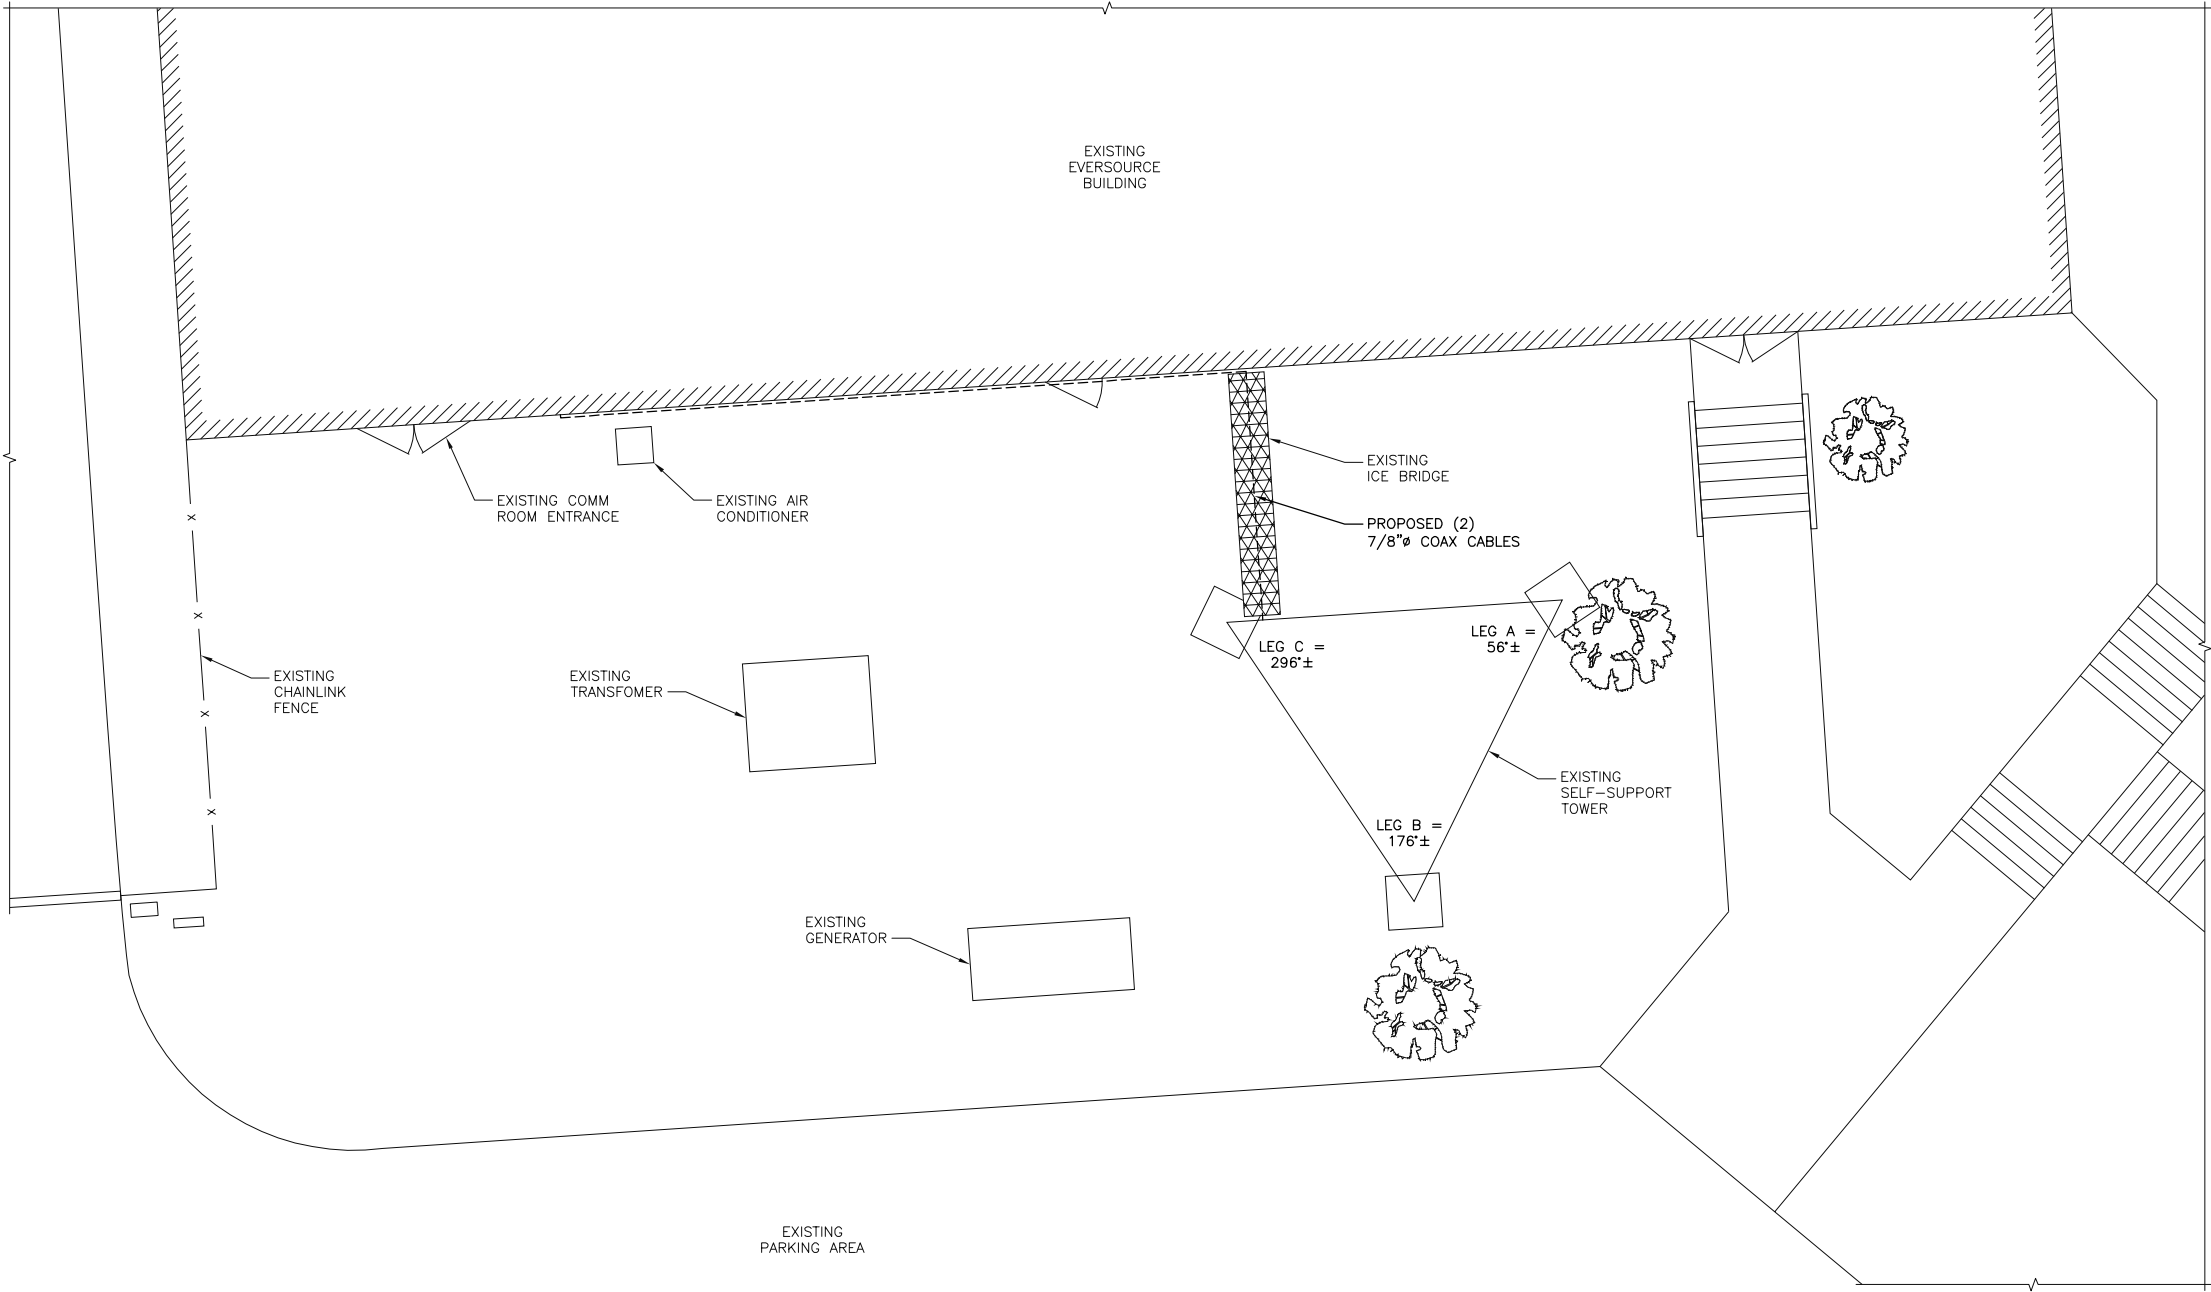 EXISTING
EVERSOURCE
BUILDING
EXISTING
ICE BRIDGE
EXISTING COMM
ROOM ENTRANCE
EXISTING AIR
CONDITIONER
PROPOSED (2)
7/8"ø COAX CABLES
LEG A =
56°±
LEG C =
296°±
EXISTING
CHAINLINK
FENCE
EXISTING
TRANSFOMER
EXISTING
SELF-SUPPORT
TOWER
LEG B =
176°±
EXISTING
GENERATOR
EXISTING
PARKING AREA
X
X
X
X